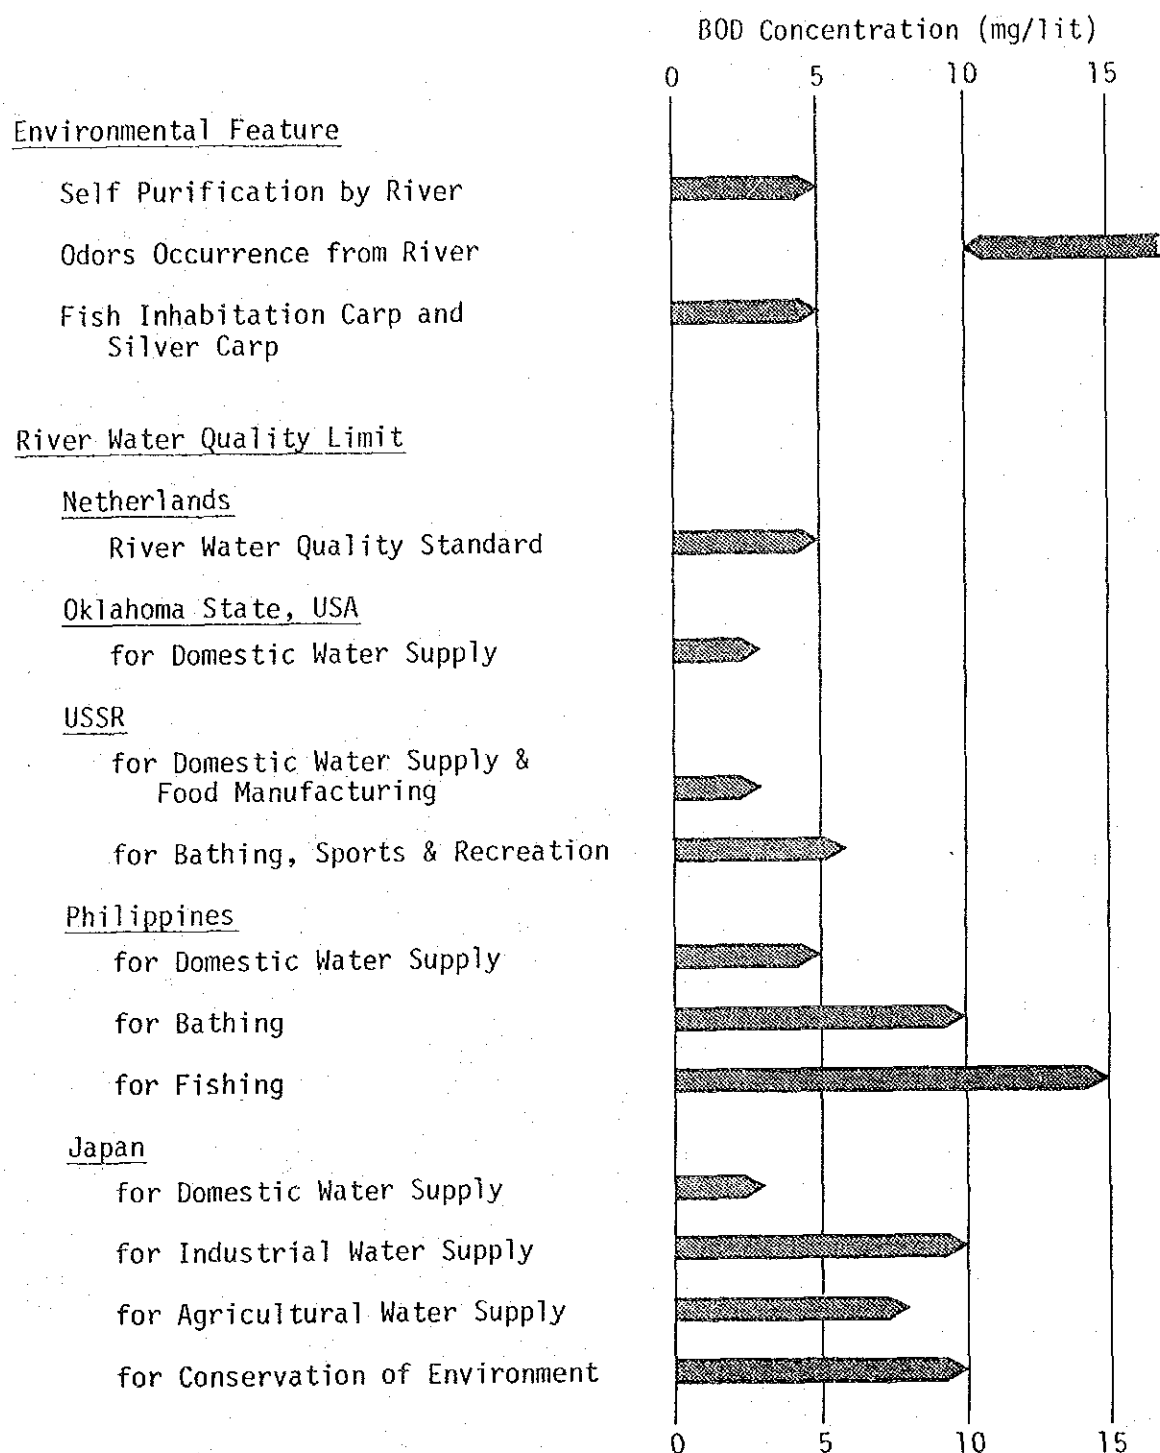 BOD Concentration (mg/lit)
0 5 10 15
Environmental Feature
Self Purification by River
Odors Occurrence from River
Fish Inhabitation Carp and
Silver Carp
River Water Quality Limit
Netherlands
River Water Quality Standard
Oklahoma State, USA
for Domestic Water Supply
USSR
for Domestic Water Supply &
Food Manufacturing
for Bathing, Sports & Recreation
Philippines
for Domestic Water Supply
for Bathing
for Fishing
Japan
for Domestic Water Supply
for Industrial Water Supply
for Agricultural Water Supply
for Conservation of Environment
0 5 10 15